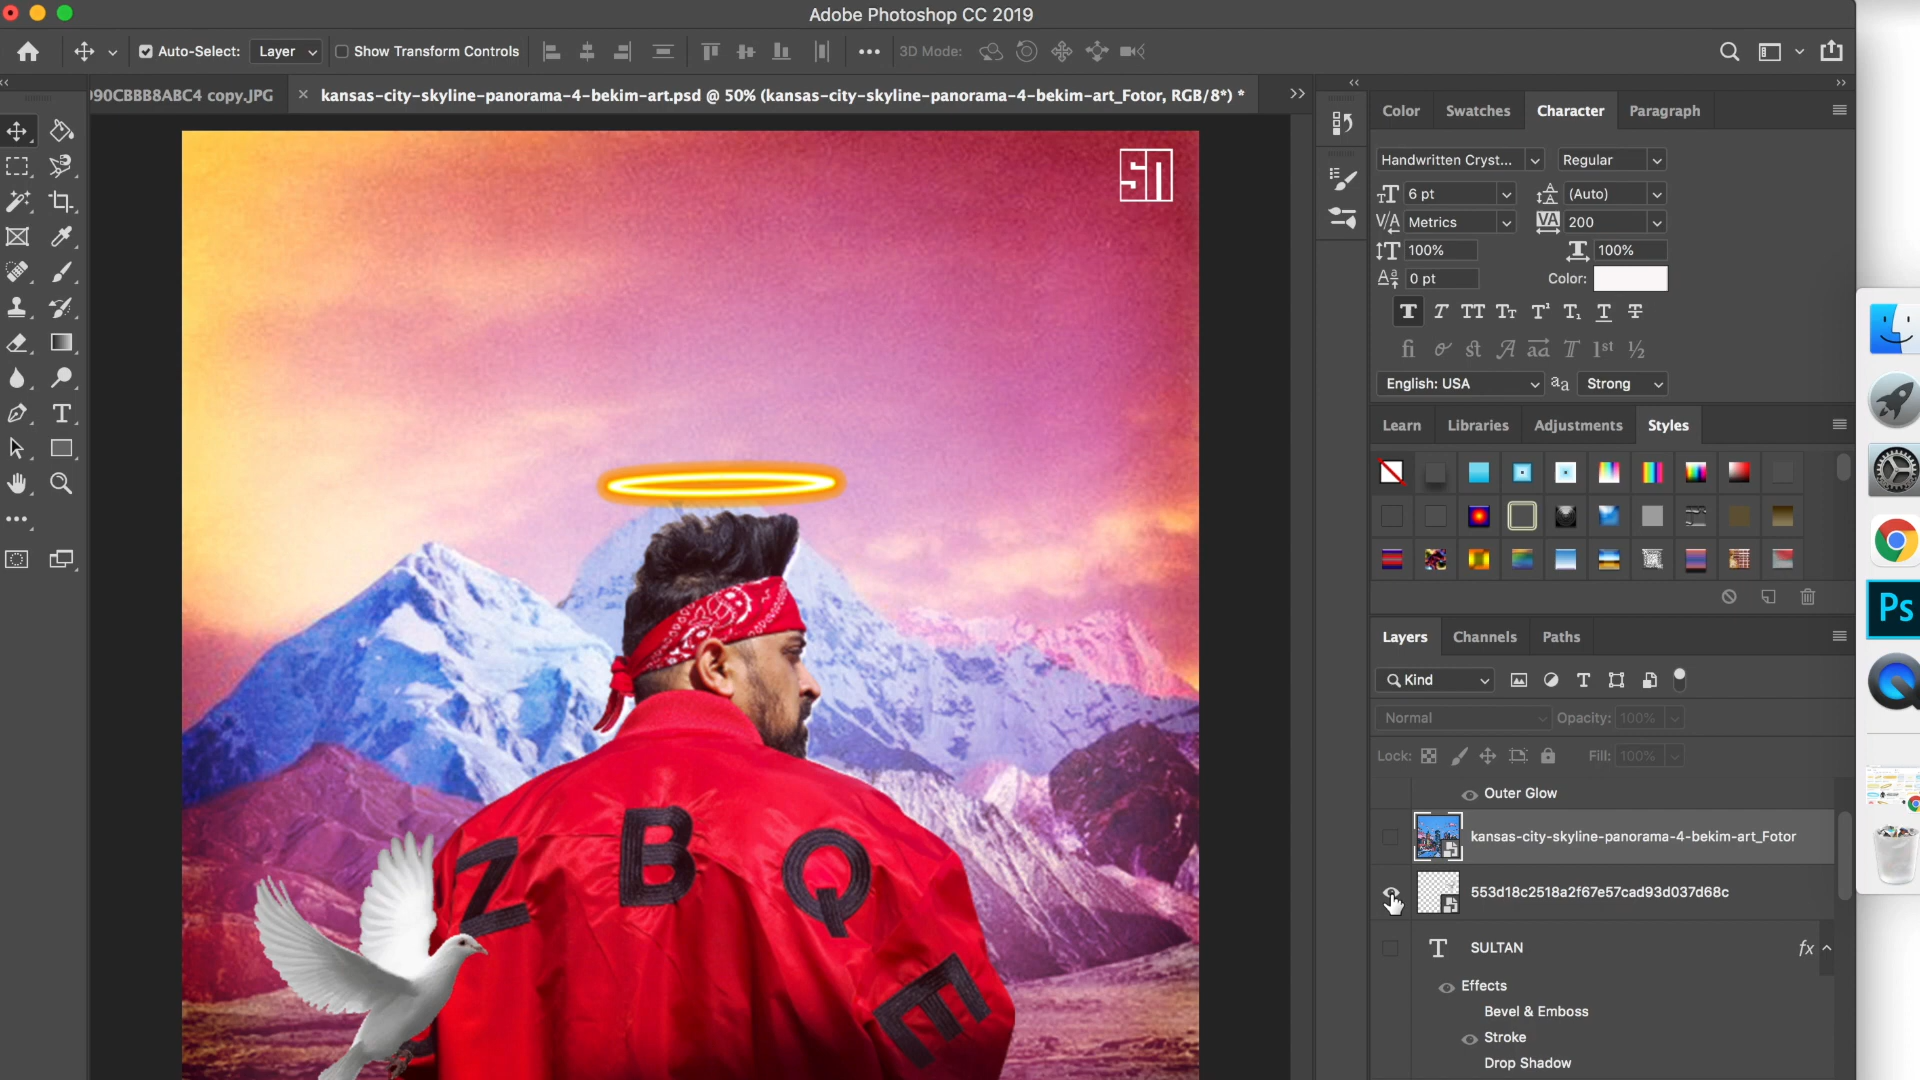 Adobe Photoshop CC 2019
Auto-Select: Layer Show Transform Controls 3D Mode:
90CBBB8ABC4 copy.JPG
× kansas-city-skyline-panorama-4-bekim-art.psd @ 50% (kansas-city-skyline-panorama-4-bekim-art_Fotor, RGB/8*) *
Color Swatches Character Paragraph
Handwritten Cryst... Regular
6 pt (Auto)
Metrics 200
100% 100%
0 pt Color:
English: USA Strong
Learn Libraries Adjustments Styles
Layers Channels Paths
Kind
Normal Opacity: 100%
Lock: Fill: 100%
Outer Glow
kansas-city-skyline-panorama-4-bekim-art_Fotor
553d18c2518a2f67e57cad93d037d68c
SULTAN fx
Effects
Bevel & Emboss
Stroke
Drop Shadow
Ps
Z B Q E